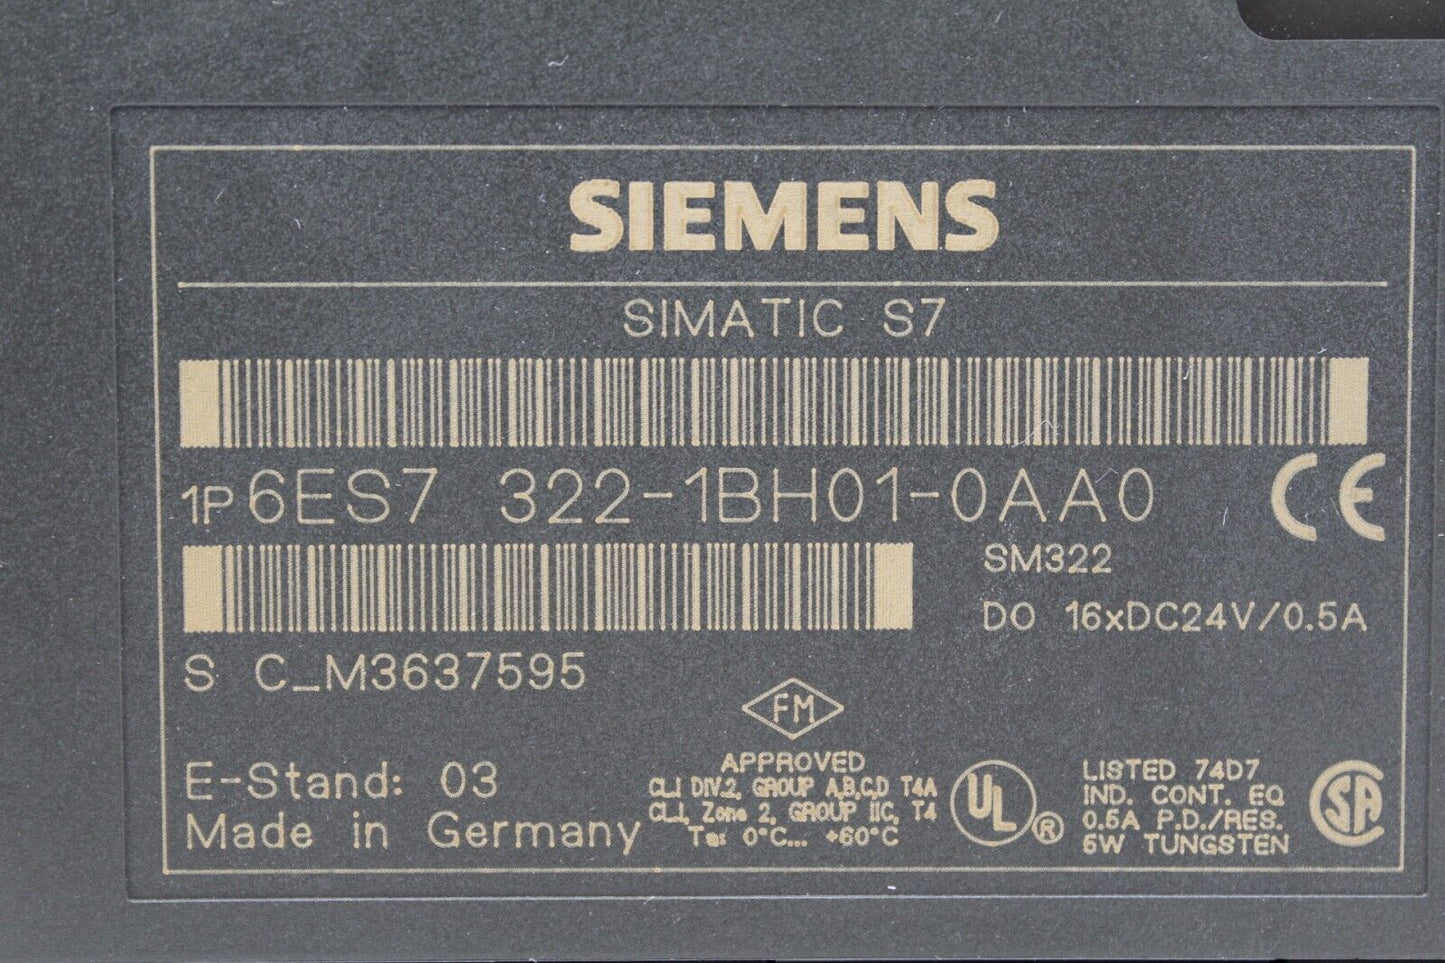 SIEMENS
SIMATIC S7
1P 6ES7 322-1BH01-0AA0
CE
SM322
DO 16xDC24V/0.5A
S C_M3637595
FM
APPROVED
CL.I DIV.2, GROUP A,B,C,D T4A
CL.I, Zone 2, GROUP IIC, T4
Ta: 0°C... +60°C
E-Stand: 03
Made in Germany
UL ®
LISTED 74D7
IND. CONT. EQ
0.5A P.D./RES.
5W TUNGSTEN
SA